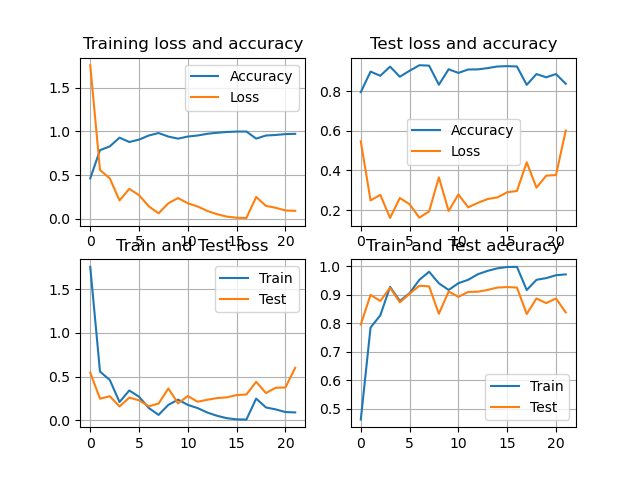 Training loss and accuracy
1.5
1.0
0.5
0.0
0 5 10 15 20
Accuracy
Loss
Test loss and accuracy
0.8
0.6
0.4
0.2
0 5 10 15 20
Accuracy
Loss
Train and Test loss
1.5
1.0
0.5
0.0
0 5 10 15 20
Train
Test
Train and Test accuracy
1.0
0.9
0.8
0.7
0.6
0.5
0 5 10 15 20
Train
Test